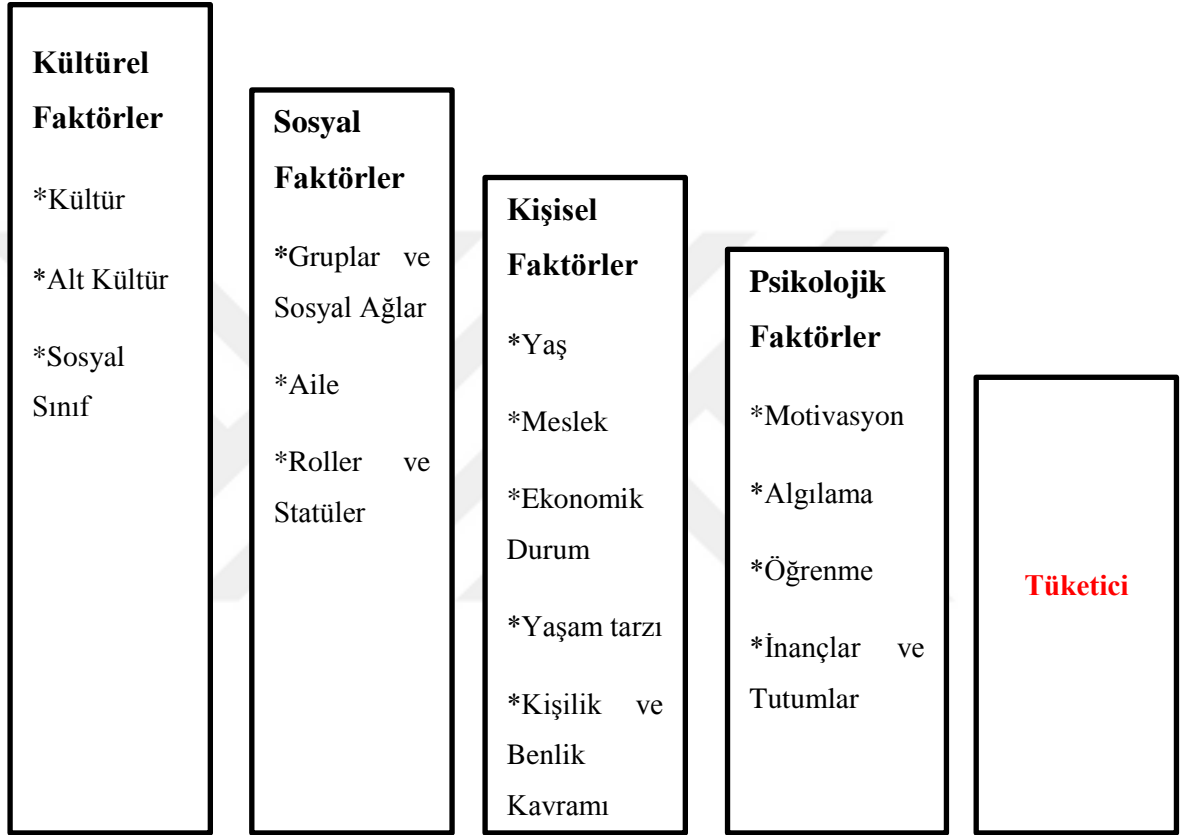 Kültürel
Faktörler
*Kültür
*Alt Kültür
*Sosyal
Sınıf
Sosyal
Faktörler
*Gruplar ve
Sosyal Ağlar
*Aile
*Roller ve
Statüler
Kişisel
Faktörler
*Yaş
*Meslek
*Ekonomik
Durum
*Yaşam tarzı
*Kişilik ve
Benlik
Kavramı
Psikolojik
Faktörler
*Motivasyon
*Algılama
*Öğrenme
*İnançlar ve
Tutumlar
Tüketici